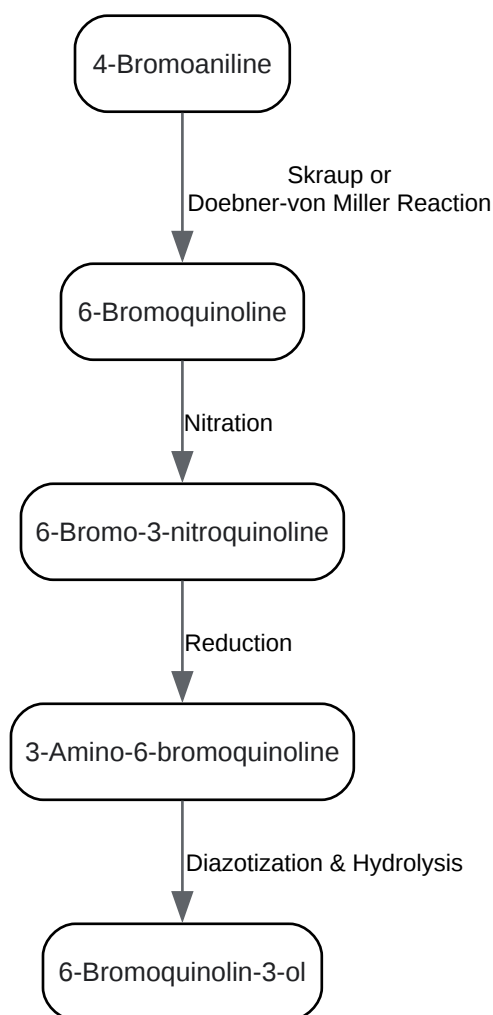 4-Bromoaniline
Skraup or
Doebner-von Miller Reaction
6-Bromoquinoline
Nitration
6-Bromo-3-nitroquinoline
Reduction
3-Amino-6-bromoquinoline
Diazotization & Hydrolysis
6-Bromoquinolin-3-ol